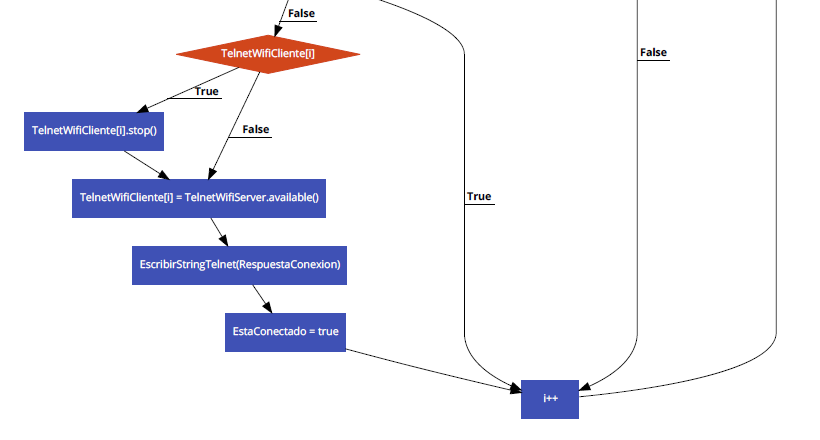 False
TelnetWifiCliente[i]
False
True
TelnetWifiCliente[i].stop()
False
TelnetWifiCliente[i] = TelnetWifiServer.available()
True
EscribirStringTelnet(RespuestaConexion)
EstaConectado = true
i++